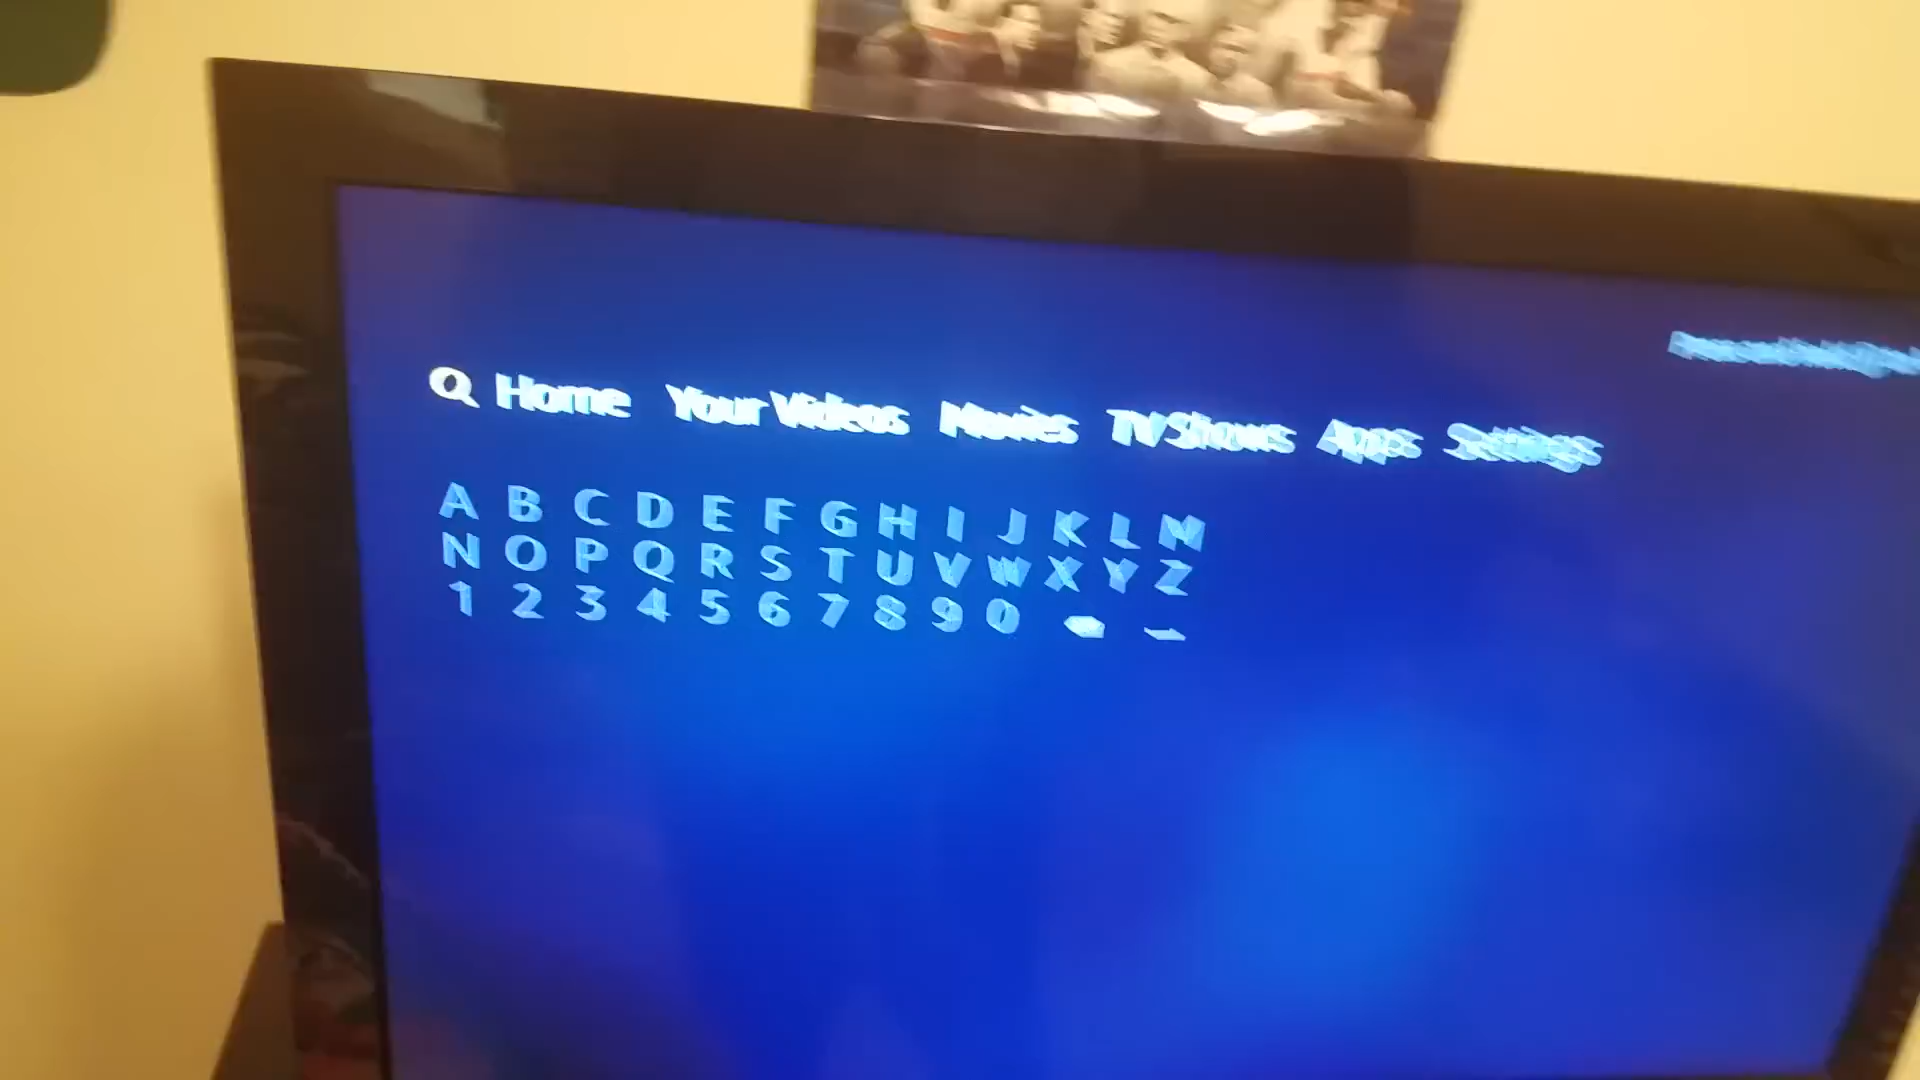 Home Your Videos Movies TV Shows Apps Settings
A B C D E F G H I J K L M
N O P Q R S T U V W X Y Z
1 2 3 4 5 6 7 8 9 0